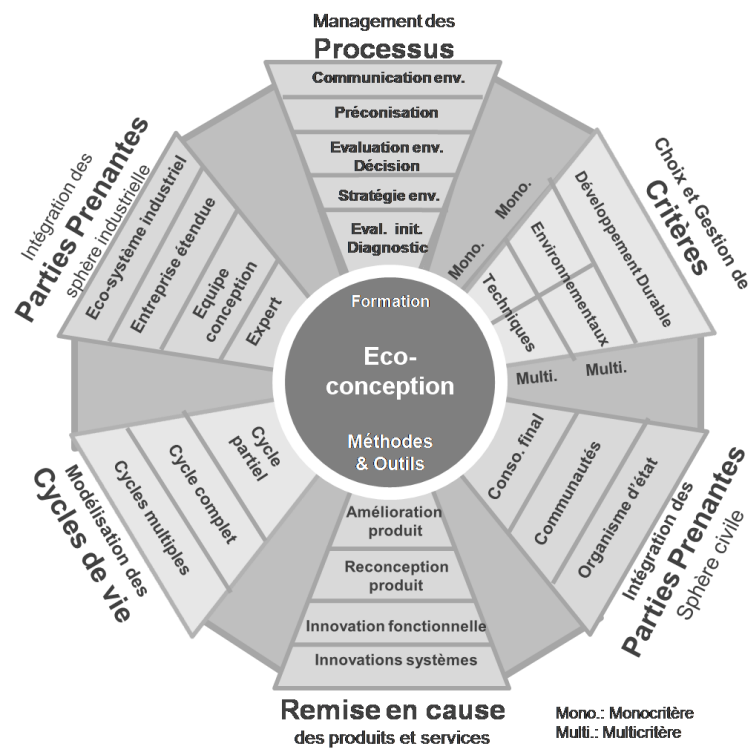 Management des
Processus
Communication env.
Préconisation
Evaluation env.
Décision
Stratégie env.
Eval. init.
Diagnostic
Choix et Gestion de
Critères
Mono.
Mono.
Techniques
Environnementaux
Développement Durable
Multi.
Multi.
Intégration des
Parties Prenantes
sphère industrielle
Eco-système industriel
Entreprise étendue
Equipe
conception
Expert
Formation
Eco-
conception
Méthodes
& Outils
Cycle
partiel
Cycle complet
Cycles multiples
Modélisation des
Cycles de vie
Conso. final
Communautés
Organisme d'état
Intégration des
Parties Prenantes
Sphère civile
Amélioration
produit
Reconception
produit
Innovation fonctionnelle
Innovations systèmes
Remise en cause
des produits et services
Mono.: Monocritère
Multi.: Multicritère